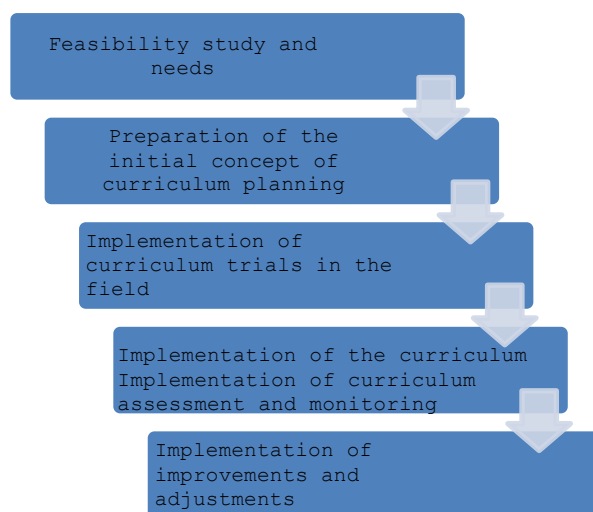 Feasibility study and
needs
Preparation of the
initial concept of
curriculum planning
Implementation of
curriculum trials in the
field
Implementation of the curriculum
Implementation of curriculum
assessment and monitoring
Implementation of
improvements and
adjustments